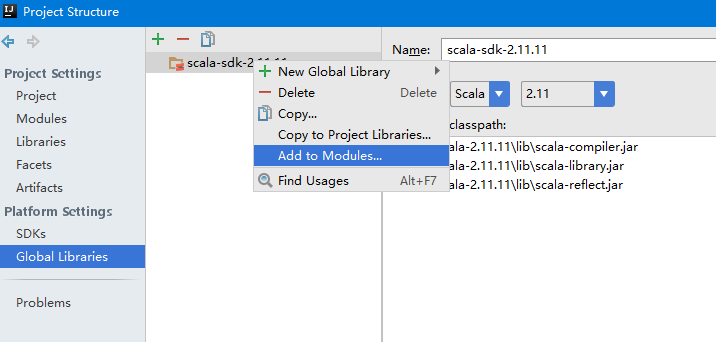 Project Structure
Project Settings
Project
Modules
Libraries
Facets
Artifacts
Platform Settings
SDKs
Global Libraries
Problems
scala-sdk-2.11.11
New Global Library
Delete Delete
Copy...
Copy to Project Libraries...
Add to Modules...
Find Usages Alt+F7
Name: scala-sdk-2.11.11
Scala 2.11
classpath:
ala-2.11.11\lib\scala-compiler.jar
ala-2.11.11\lib\scala-library.jar
ala-2.11.11\lib\scala-reflect.jar